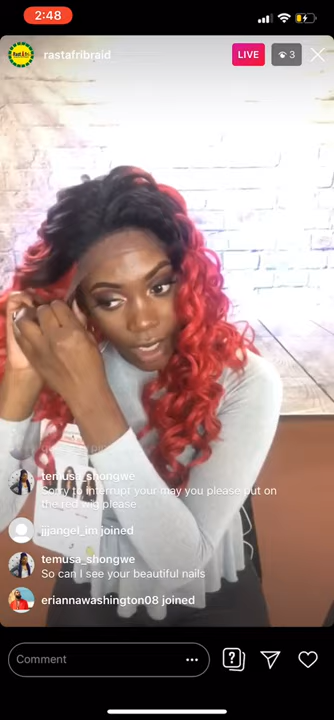 2:48
rastafribraid
LIVE
3
temusa_shongwe
Sorry to interrupt your may you please put on
the red wig please
jjjangel_im joined
temusa_shongwe
So can I see your beautiful nails
eriannawashington08 joined
Comment